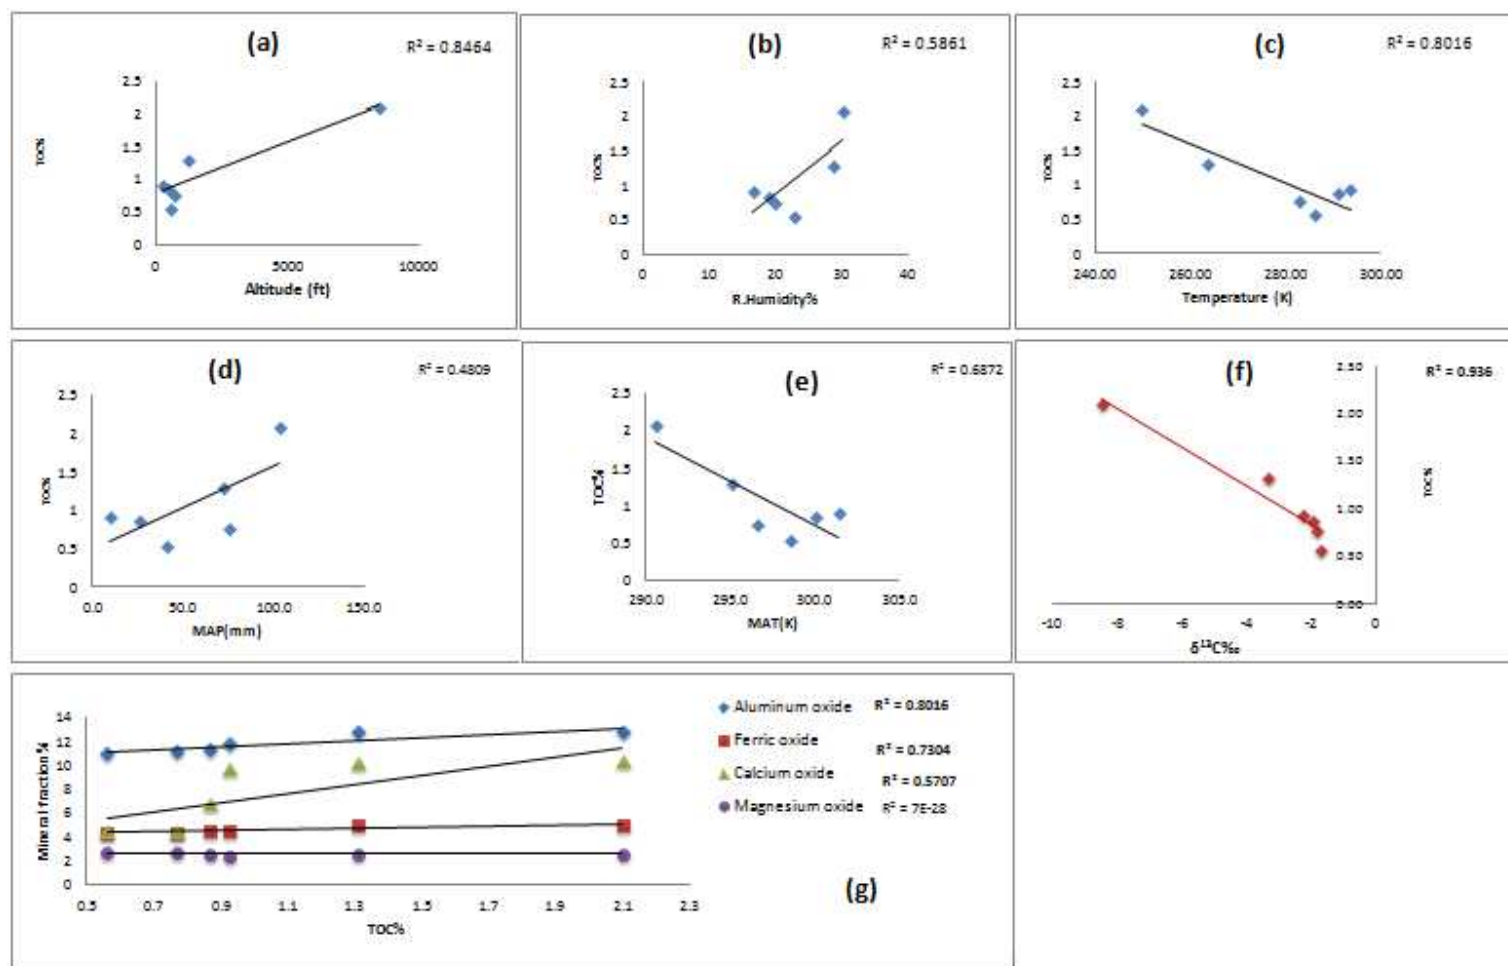 (a)
R² = 0.8464
TOC%
2.5
2
1.5
1
0.5
0
0 5000 10000
Altitude (ft)
(b)
R² = 0.5861
TOC%
2.5
2
1.5
1
0.5
0
0 10 20 30 40
R.Humidity%
(c)
R² = 0.8016
TOC%
2.5
2
1.5
1
0.5
0
240.00 260.00 280.00 300.00
Temperature (K)
(d)
R² = 0.4809
TOC%
2.5
2
1.5
1
0.5
0
0.0 50.0 100.0 150.0
MAP(mm)
(e)
R² = 0.6872
TOC%
2.5
2
1.5
1
0.5
0
290.0 295.0 300.0 305.0
MAT(K)
(f)
R² = 0.936
2.50
2.00
1.50
1.00
0.50
0.00
TOC%
-10 -8 -6 -4 -2 0
δ¹³C‰
Mineral fraction%
14
12
10
8
6
4
2
0
0.5 0.7 0.9 1.1 1.3 1.5 1.7 1.9 2.1 2.3
TOC%
Aluminum oxide R² = 0.8016
Ferric oxide R² = 0.7304
Calcium oxide R² = 0.5707
Magnesium oxide R² = 7E-28
(g)